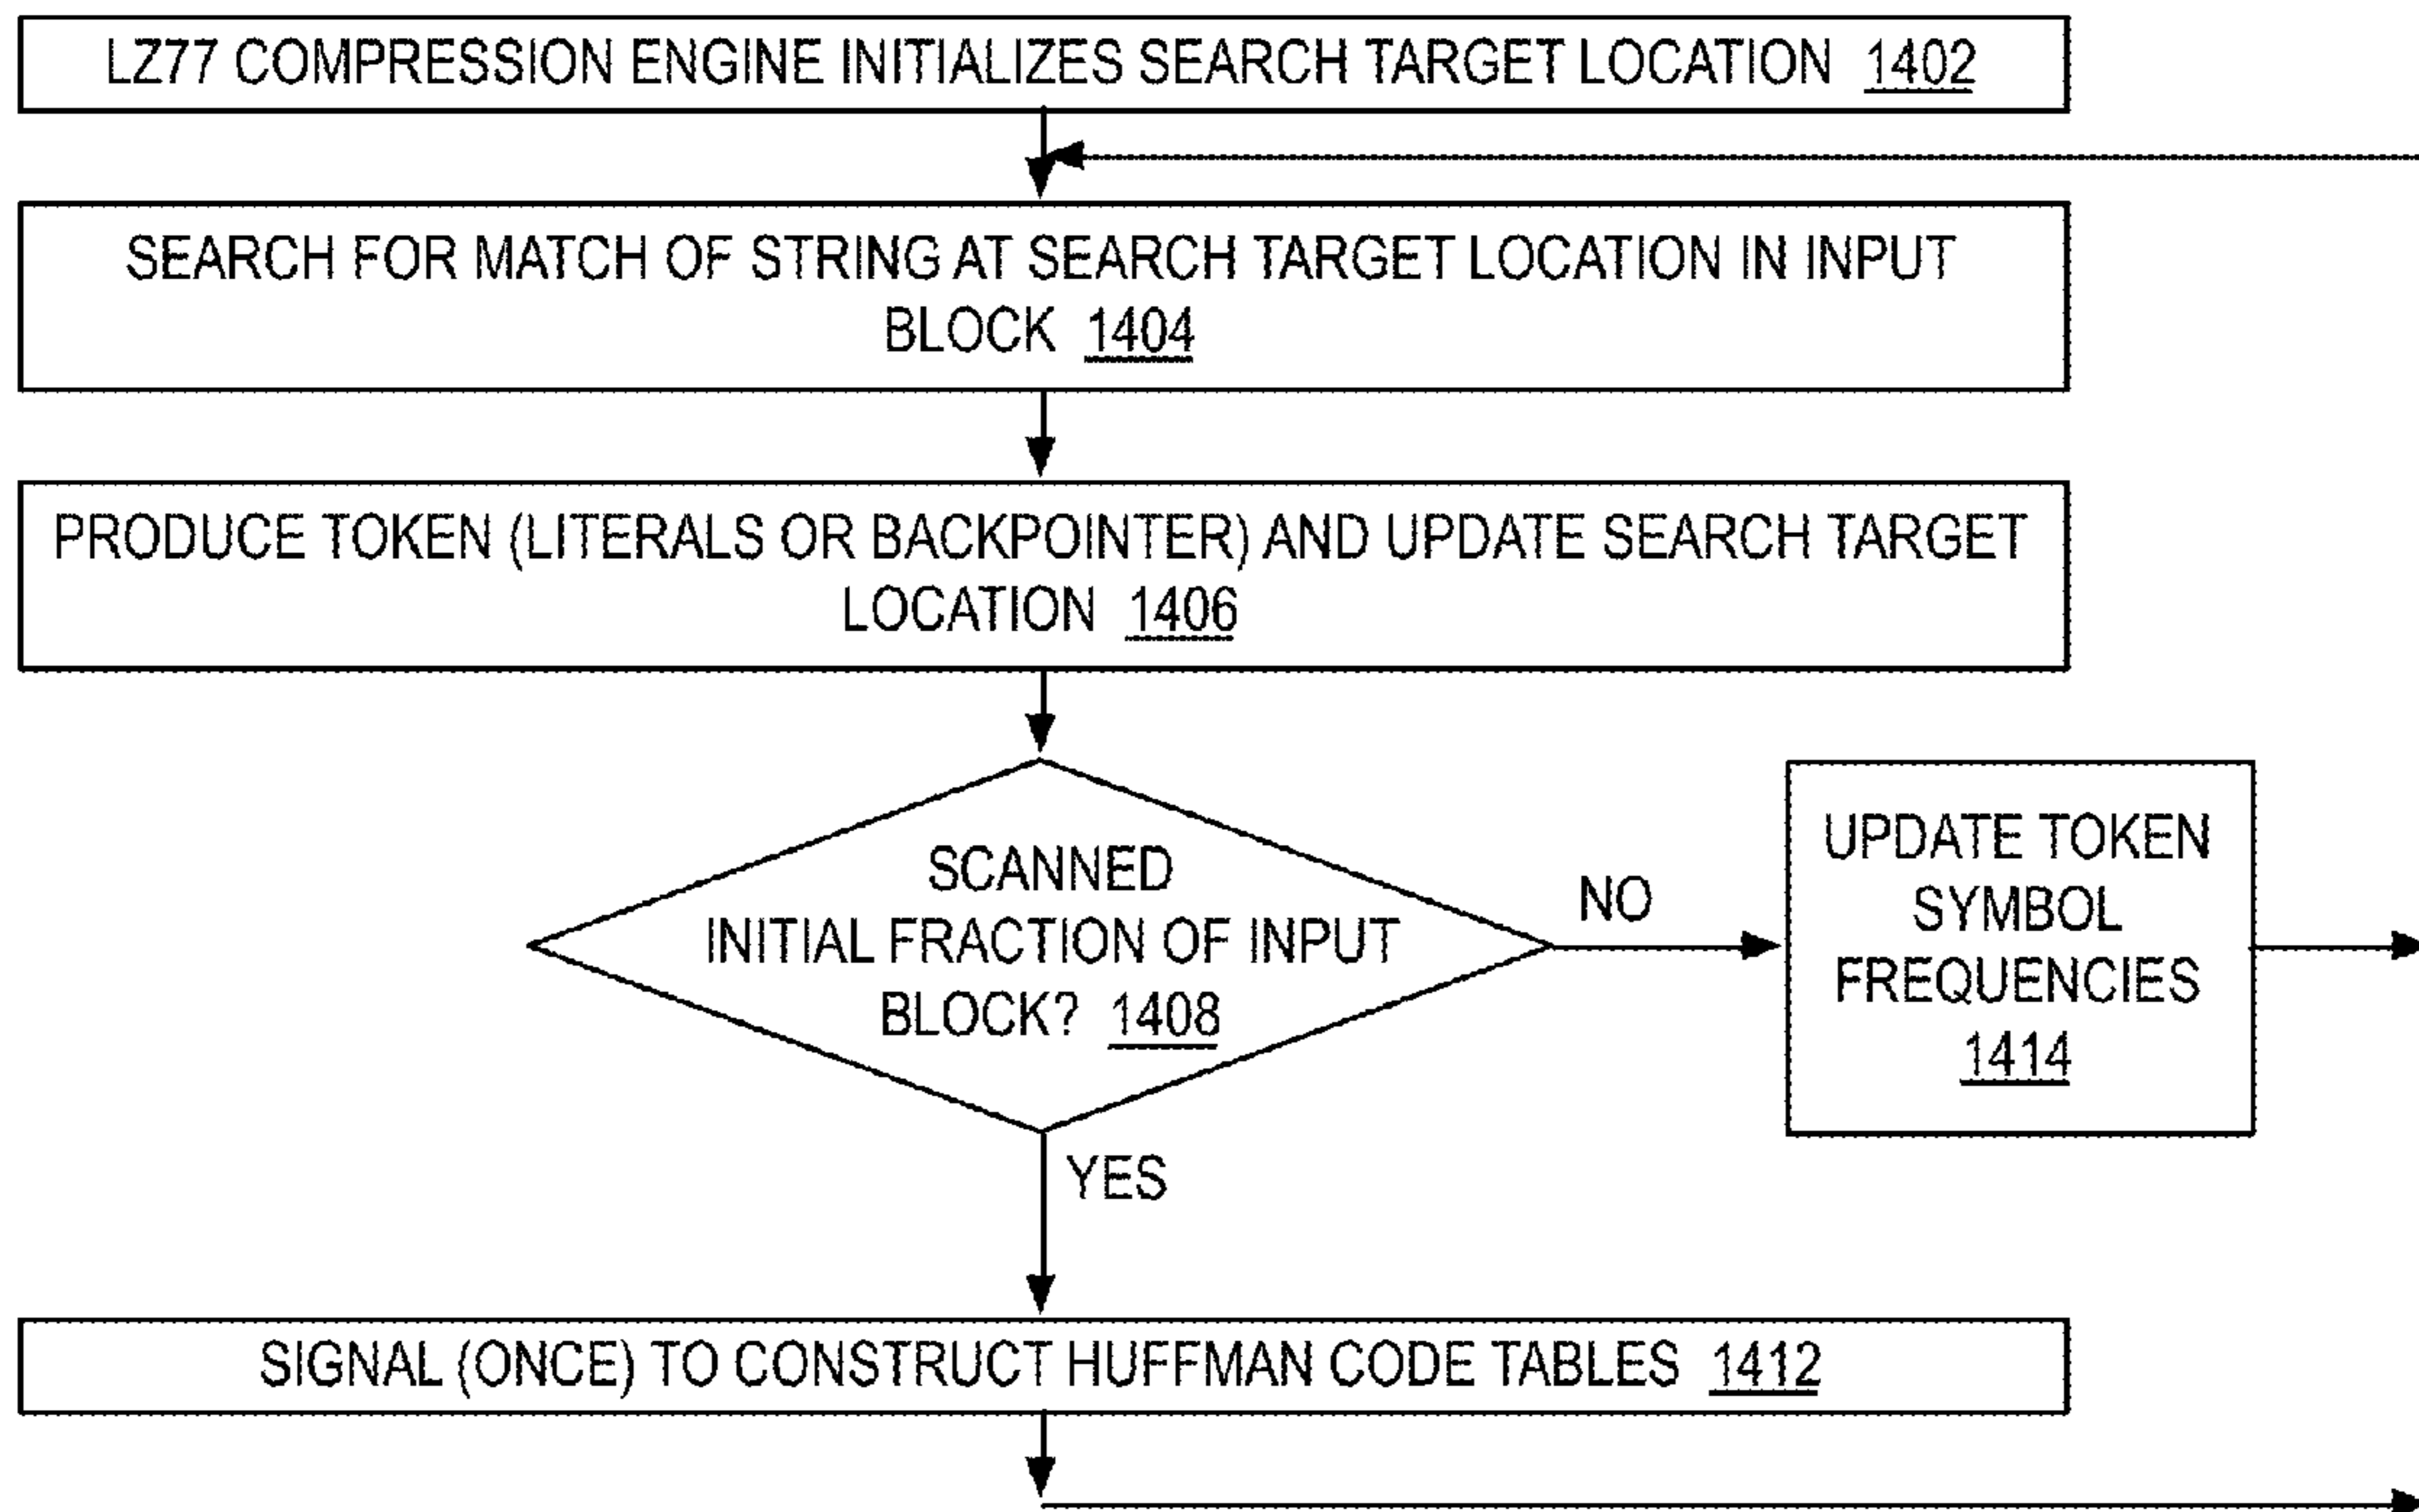 LZ77 COMPRESSION ENGINE INITIALIZES SEARCH TARGET LOCATION 1402
SEARCH FOR MATCH OF STRING AT SEARCH TARGET LOCATION IN INPUT
BLOCK 1404
PRODUCE TOKEN (LITERALS OR BACKPOINTER) AND UPDATE SEARCH TARGET
LOCATION 1406
SCANNED
INITIAL FRACTION OF INPUT
BLOCK? 1408
NO
UPDATE TOKEN
SYMBOL
FREQUENCIES
1414
YES
SIGNAL (ONCE) TO CONSTRUCT HUFFMAN CODE TABLES 1412